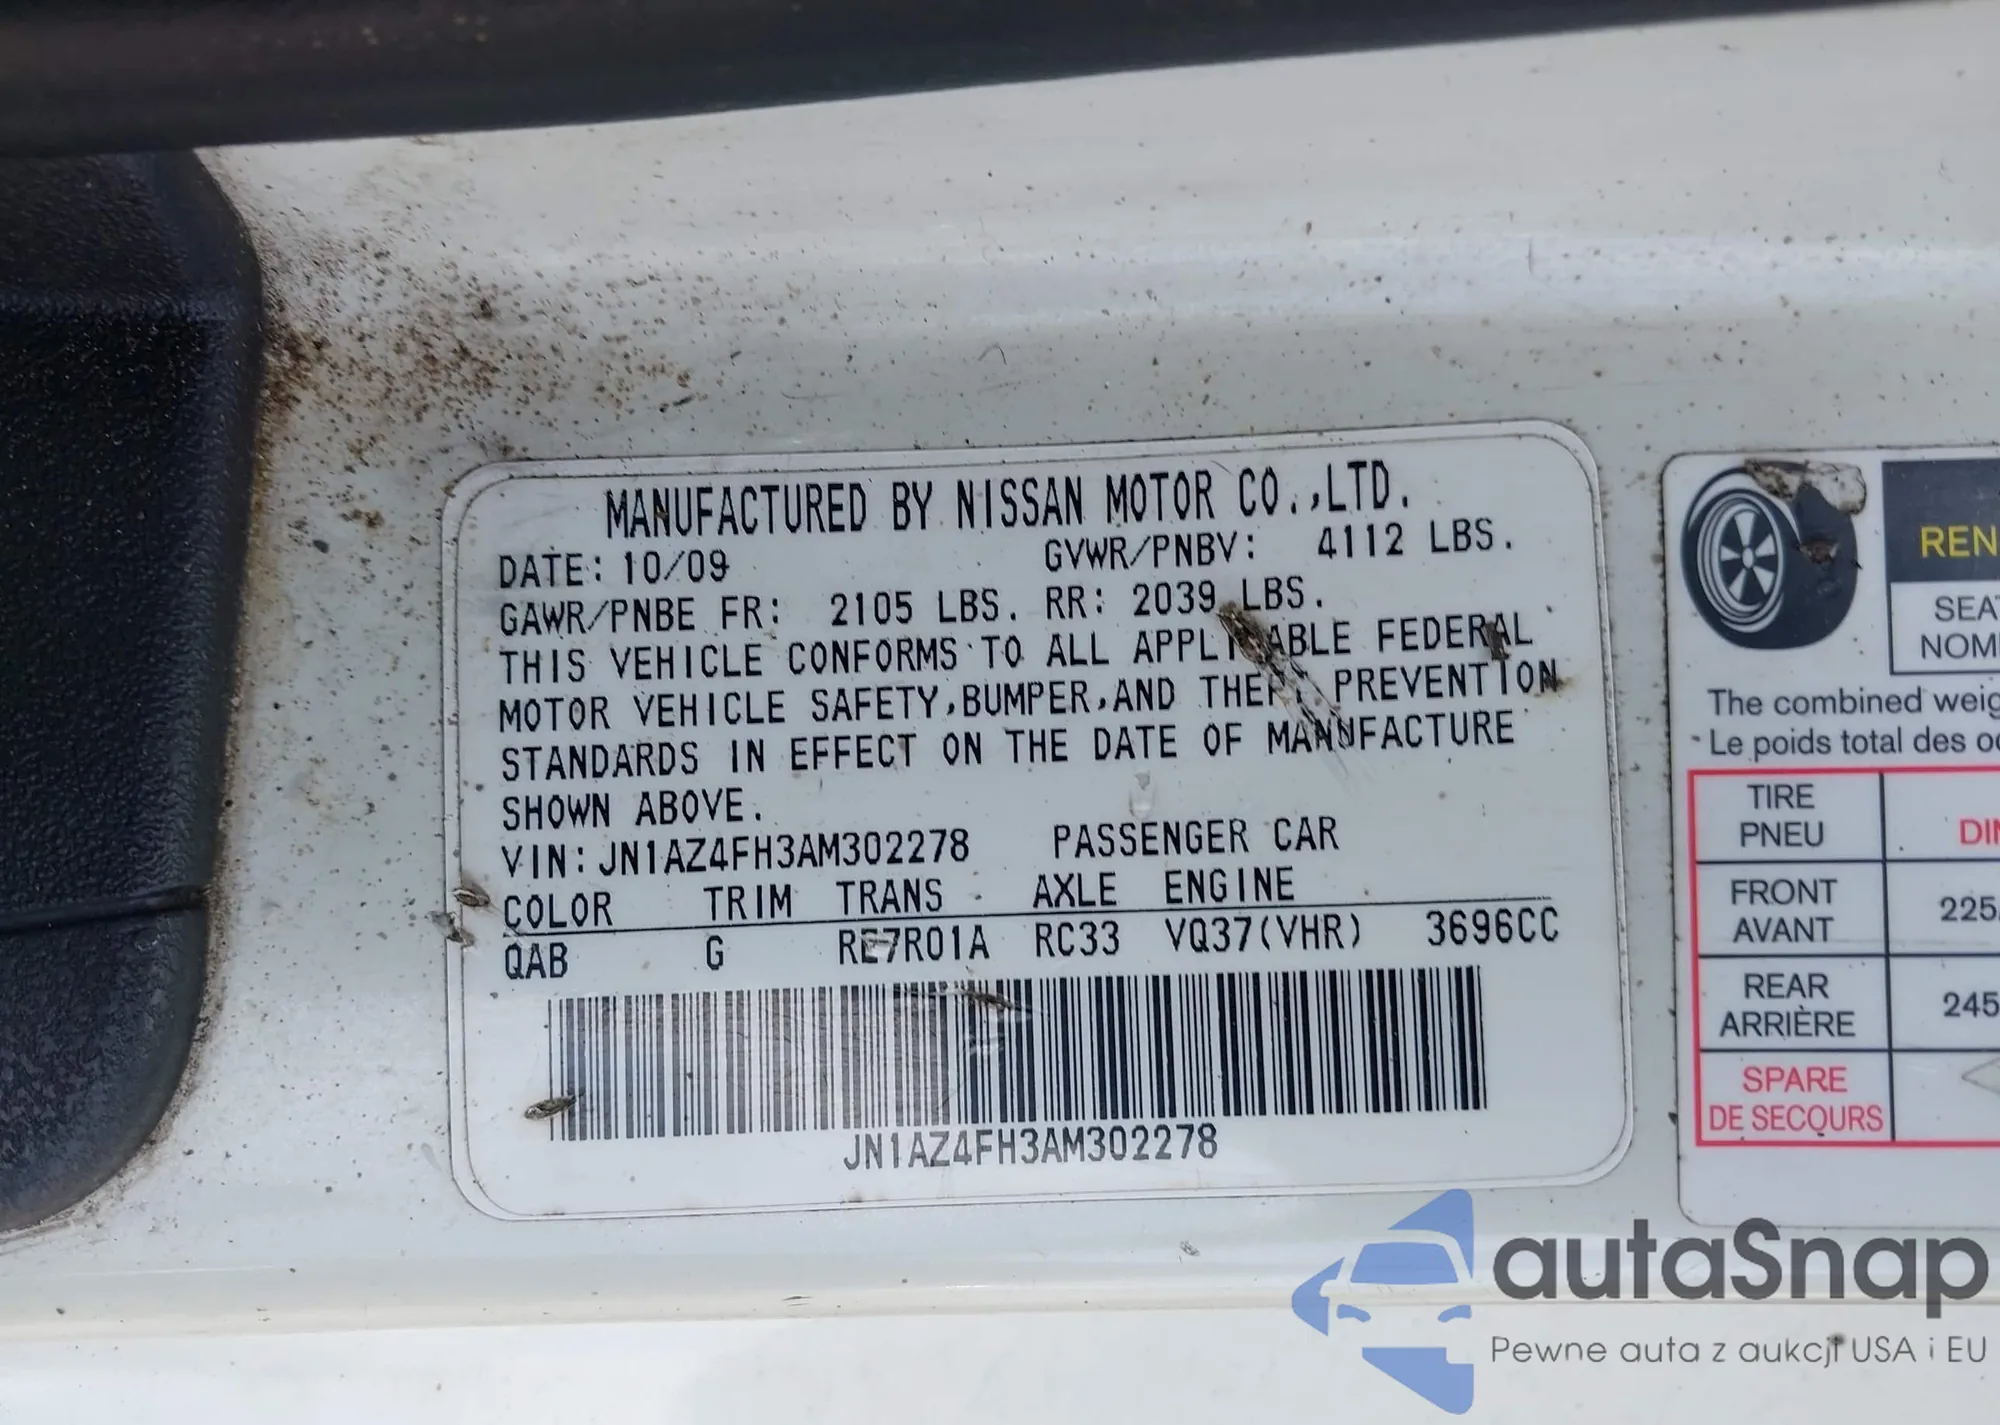 MANUFACTURED BY NISSAN MOTOR CO.,LTD.
DATE: 10/09 GVWR/PNBV: 4112 LBS.
GAWR/PNBE FR: 2105 LBS. RR: 2039 LBS.
THIS VEHICLE CONFORMS TO ALL APPLICABLE FEDERAL
MOTOR VEHICLE SAFETY,BUMPER,AND THEFT PREVENTION
STANDARDS IN EFFECT ON THE DATE OF MANUFACTURE
SHOWN ABOVE.
VIN: JN1AZ4FH3AM302278 PASSENGER CAR
COLOR TRIM TRANS AXLE ENGINE
QAB G RE7R01A RC33 VQ37(VHR) 3696CC
JN1AZ4FH3AM302278
REN
SEA
NOM
The combined weig
Le poids total des oc
TIRE
PNEU
DIM
FRONT
AVANT
225
REAR
ARRIÈRE
245
SPARE
DE SECOURS
autaSnap
Pewne auta z aukcji USA i EU